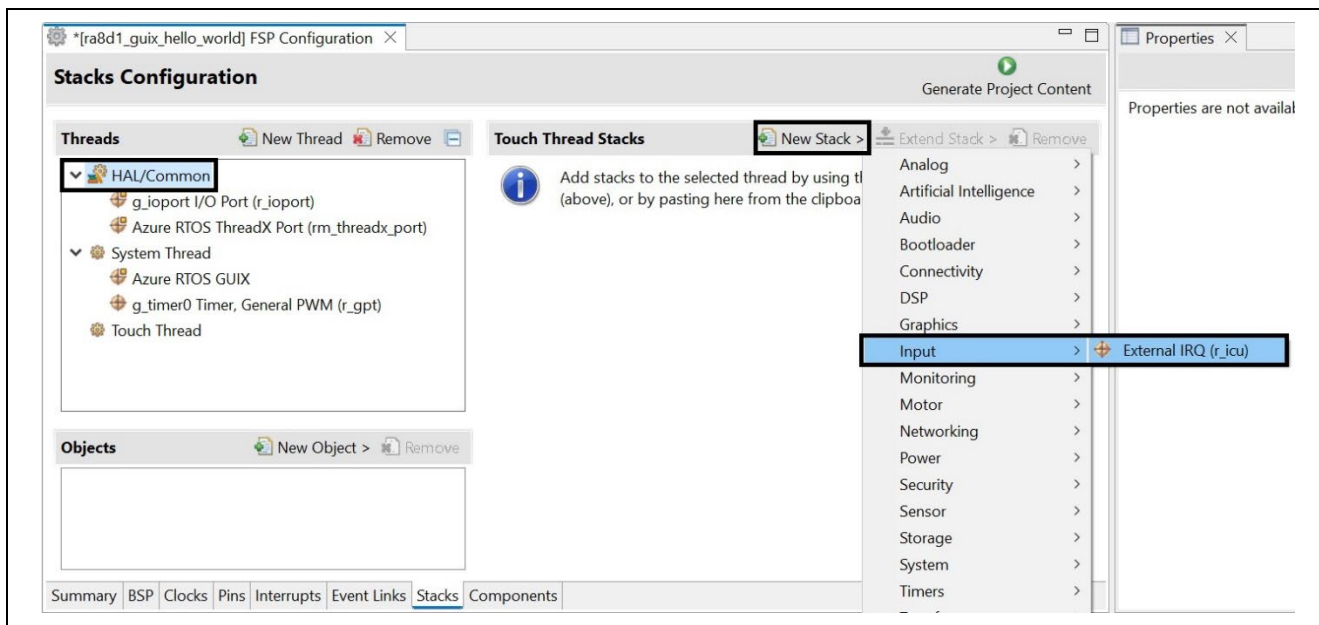 *[ra8d1_guix_hello_world] FSP Configuration
Properties
Stacks Configuration
Generate Project Content
Properties are not
Threads
New Thread
Remove
HAL/Common
g_ioport I/O Port (r_ioport)
Azure RTOS ThreadX Port (rm_threadx_port)
System Thread
Azure RTOS GUIX
g_timer0 Timer, General PWM (r_gpt)
Touch Thread
Objects
New Object >
Remove
Touch Thread Stacks
New Stack >
Extend Stack >
Remove
Add stacks to the selected thread by using
(above), or by pasting here from the
Analog >
Artificial Intelligence >
Audio >
Bootloader >
Connectivity >
DSP >
Graphics >
Input >
External IRQ (r_icu)
Monitoring >
Motor >
Networking >
Power >
Security >
Sensor >
Storage >
System >
Timers >
Summary BSP Clocks Pins Interrupts Event Links Stacks Components